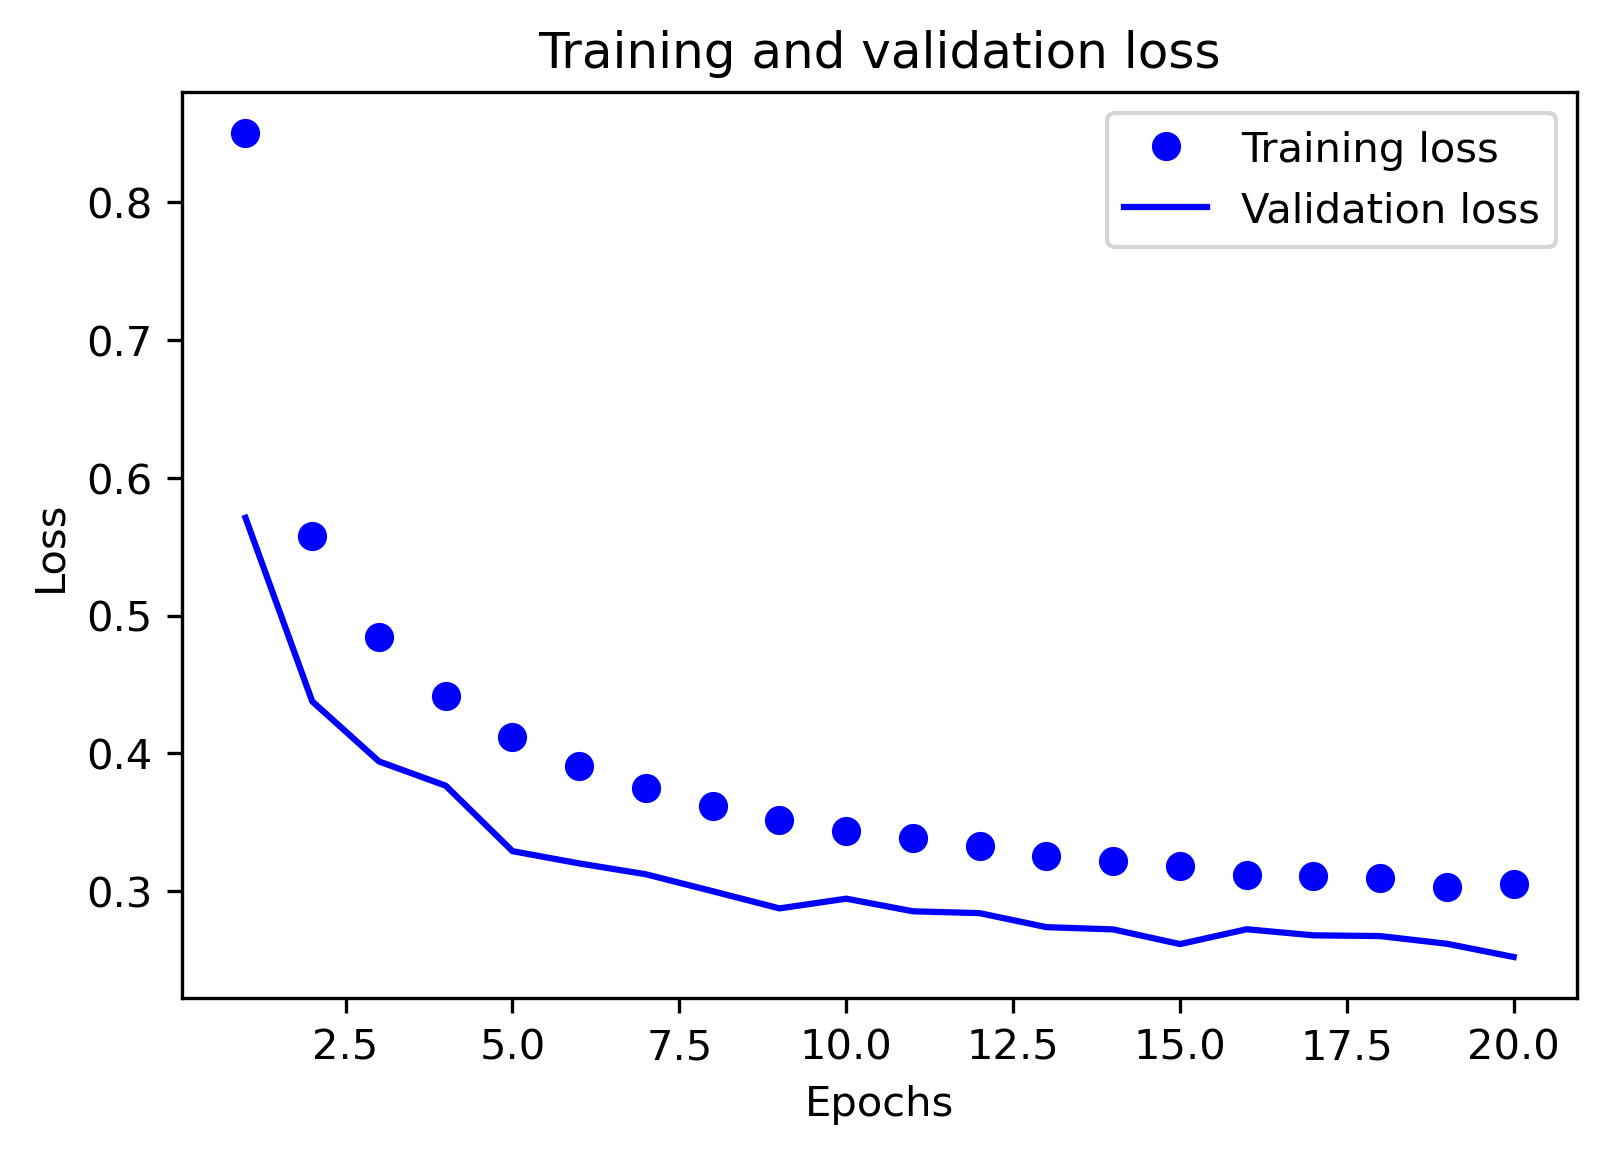 Training and validation loss
Training loss
Validation loss
0.8
0.7
0.6
0.5
0.4
0.3
Loss
2.5 5.0 7.5 10.0 12.5 15.0 17.5 20.0
Epochs